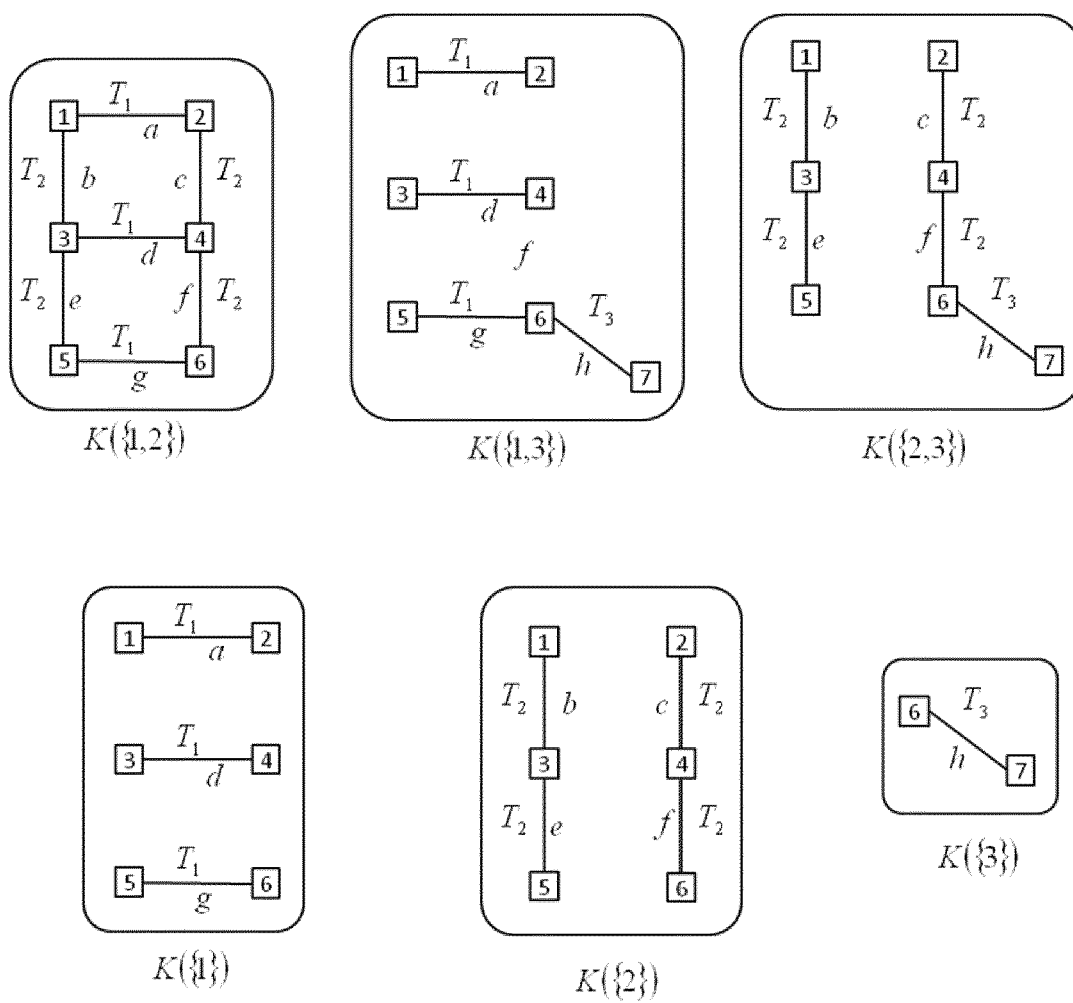 T₁
1 2
a
T₂ b c T₂
T₁
3 4
d
T₂ e f T₂
T₁
5 6
g
K({1,2})
T₁
1 2
a
T₁
3 4
d
f
T₁
5 6 T₃
g h
7
K({1,3})
1 2
T₂ b c T₂
3 4
T₂ e f T₂
5 6 T₃
h
7
K({2,3})
T₁
1 2
a
T₁
3 4
d
T₁
5 6
g
K({1})
1 2
T₂ b c T₂
3 4
T₂ e f T₂
5 6
K({2})
6 T₃
h 7
K({3})